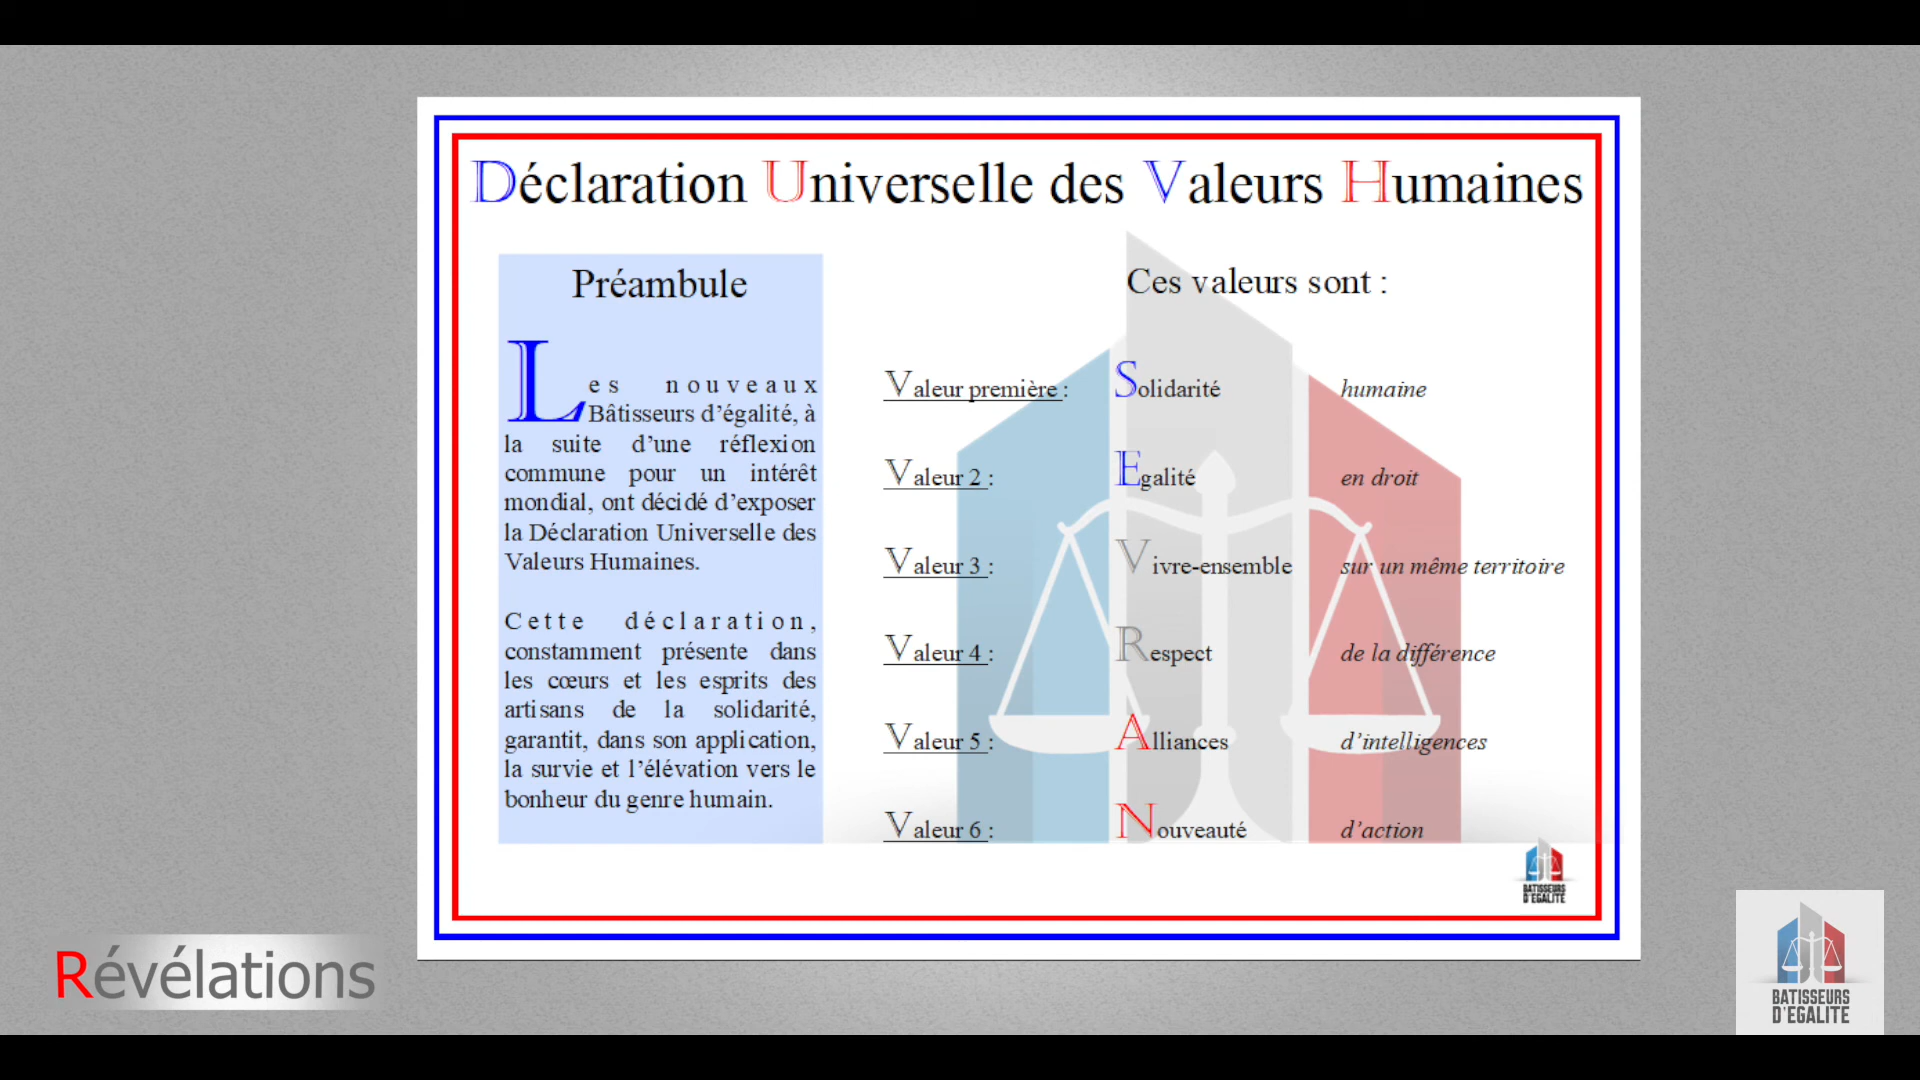 Déclaration Universelle des Valeurs Humaines
Préambule
Les nouveaux
Bâtisseurs d’égalité, à
la suite d’une réflexion
commune pour un intérêt
mondial, ont décidé d’exposer
la Déclaration Universelle des
Valeurs Humaines.
Cette déclaration,
constamment présente dans
les cœurs et les esprits des
artisans de la solidarité,
garantit, dans son application,
la survie et l’élévation vers le
bonheur du genre humain.
Ces valeurs sont :
Valeur première : Solidarité humaine
Valeur 2 : Egalité en droit
Valeur 3 : Vivre-ensemble sur un même territoire
Valeur 4 : Respect de la différence
Valeur 5 : Alliances d’intelligences
Valeur 6 : Nouveauté d’action
BATISSEURS
D'EGALITE
Révélations
BATISSEURS
D'EGALITE